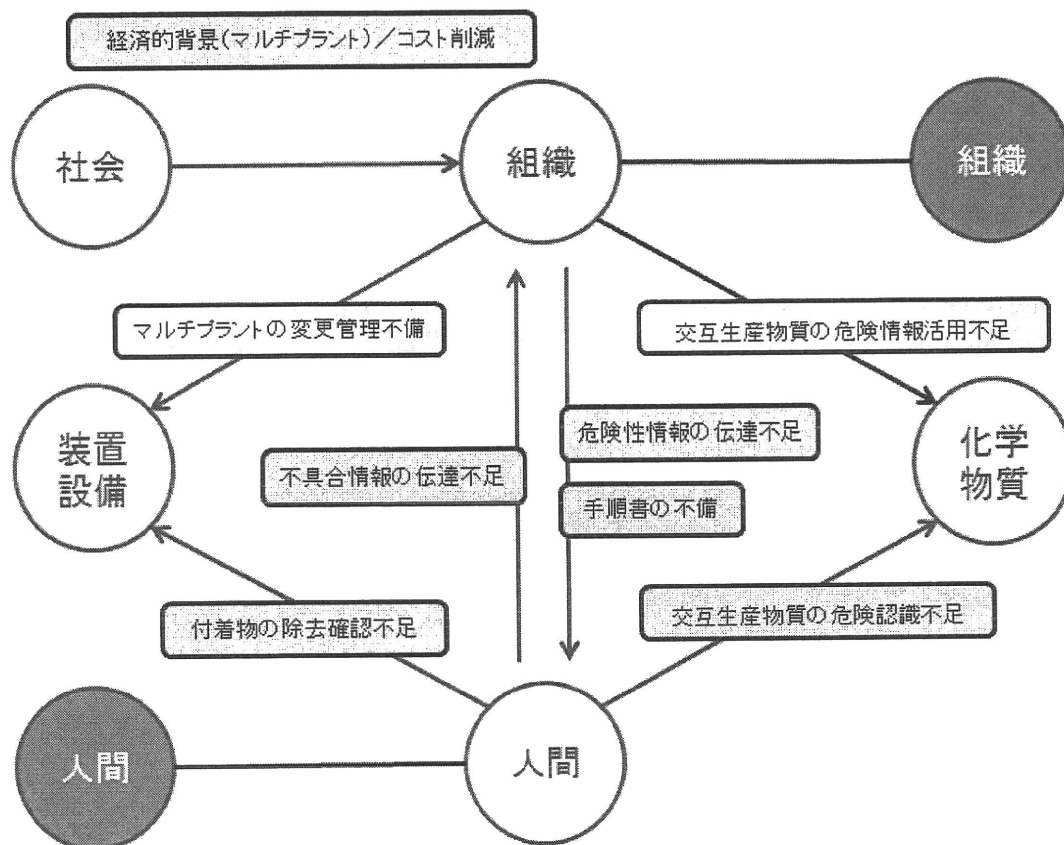 経済的背景(マルチプラント)／コスト削減
社会
組織
組織
マルチプラントの変更管理不備
交互生産物質の危険情報活用不足
装置
設備
不具合情報の伝達不足
危険性情報の伝達不足
手順書の不備
化学
物質
付着物の除去確認不足
交互生産物質の危険認識不足
人間
人間